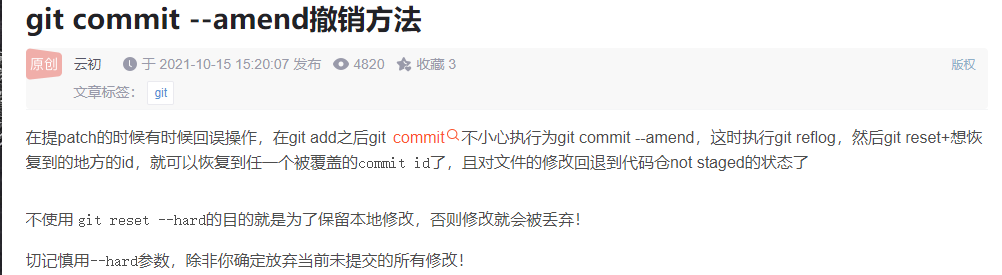 git commit --amend撤销方法
原创 云初 于 2021-10-15 15:20:07 发布 4820 收藏 3 版权
文章标签： git
在提patch的时候有时候回误操作，在git add之后git commit不小心执行为git commit --amend，这时执行git reflog，然后git reset+想恢
复到的地方的id，就可以恢复到任一个被覆盖的commit id了，且对文件的修改回退到代码仓not staged的状态了
不使用 git reset --hard的目的就是为了保留本地修改，否则修改就会被丢弃！
切记慎用--hard参数，除非你确定放弃当前未提交的所有修改！